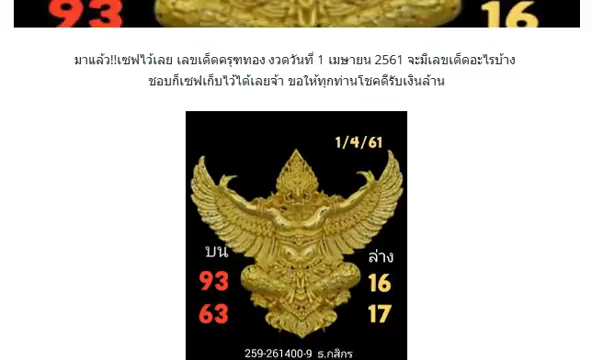 93 16
มาแล้ว!!เซฟไว้เลย เลขเด็ดครุฑทอง งวดวันที่ 1 เมษายน 2561 จะมีเลขเด็ดอะไรบ้าง
ชอบก็เซฟเก็บไว้ได้เลยจ้า ขอให้ทุกท่านโชคดีรับเงินล้าน
1/4/61
บน ล่าง
93 16
63 17
259-261400-9 ธ.กสิกร